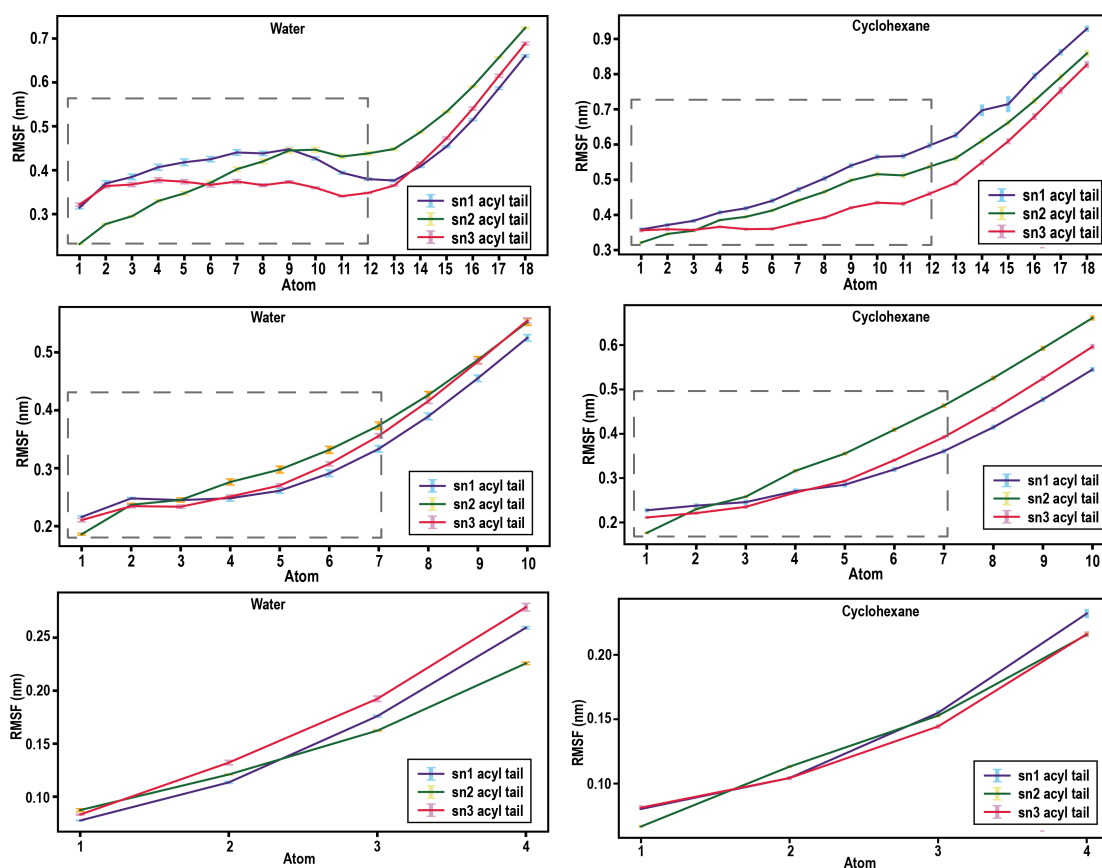 Water
0.7
0.6
0.5
0.4
0.3
RMSF (nm)
sn1 acyl tail
sn2 acyl tail
sn3 acyl tail
1 2 3 4 5 6 7 8 9 10 11 12 13 14 15 16 17 18
Atom
Cyclohexane
0.9
0.8
0.7
0.6
0.5
0.4
0.3
RMSF (nm)
sn1 acyl tail
sn2 acyl tail
sn3 acyl tail
1 2 3 4 5 6 7 8 9 10 11 12 13 14 15 16 17 18
Atom
Water
0.5
0.4
0.3
0.2
RMSF (nm)
sn1 acyl tail
sn2 acyl tail
sn3 acyl tail
1 2 3 4 5 6 7 8 9 10
Atom
Cyclohexane
0.6
0.5
0.4
0.3
0.2
RMSF (nm)
sn1 acyl tail
sn2 acyl tail
sn3 acyl tail
1 2 3 4 5 6 7 8 9 10
Atom
Water
0.25
0.20
0.15
0.10
RMSF (nm)
sn1 acyl tail
sn2 acyl tail
sn3 acyl tail
1 2 3 4
Atom
Cyclohexane
0.20
0.15
0.10
RMSF (nm)
sn1 acyl tail
sn2 acyl tail
sn3 acyl tail
1 2 3 4
Atom